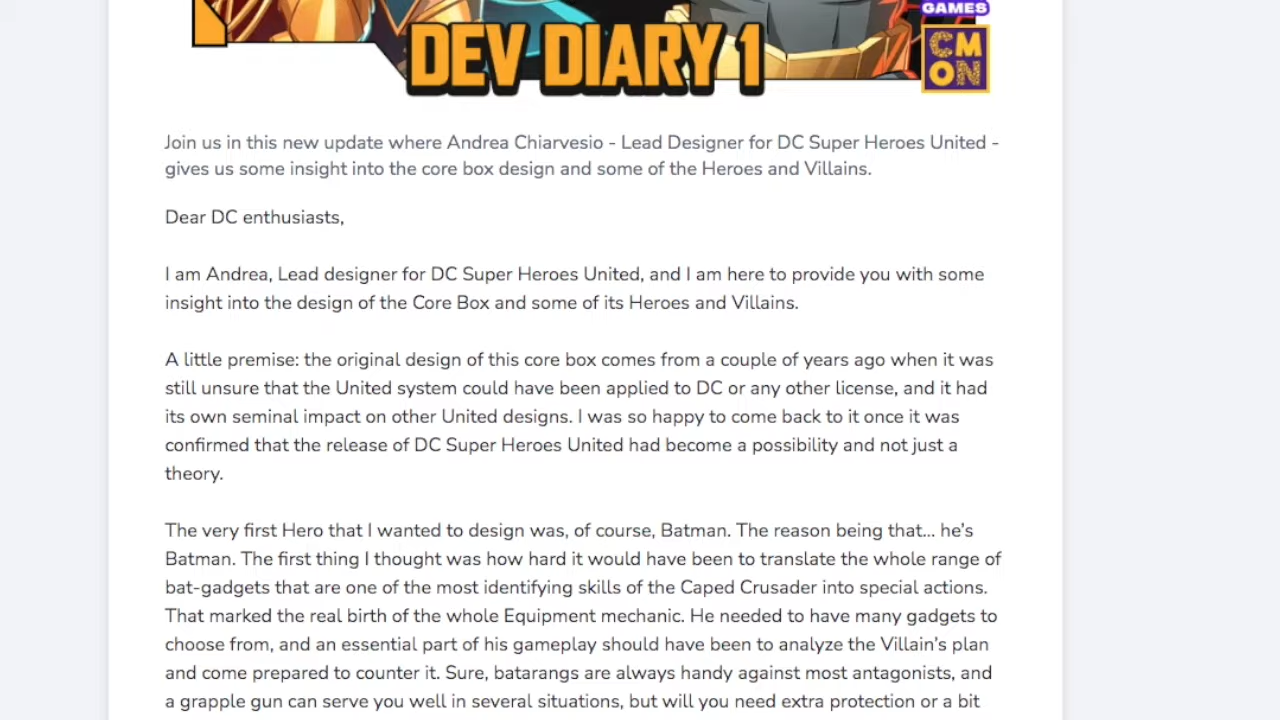 GAMES
CM
ON
DEV DIARY 1
Join us in this new update where Andrea Chiarvesio - Lead Designer for DC Super Heroes United -
gives us some insight into the core box design and some of the Heroes and Villains.
Dear DC enthusiasts,
I am Andrea, Lead designer for DC Super Heroes United, and I am here to provide you with some
insight into the design of the Core Box and some of its Heroes and Villains.
A little premise: the original design of this core box comes from a couple of years ago when it was
still unsure that the United system could have been applied to DC or any other license, and it had
its own seminal impact on other United designs. I was so happy to come back to it once it was
confirmed that the release of DC Super Heroes United had become a possibility and not just a
theory.
The very first Hero that I wanted to design was, of course, Batman. The reason being that... he's
Batman. The first thing I thought was how hard it would have been to translate the whole range of
bat-gadgets that are one of the most identifying skills of the Caped Crusader into special actions.
That marked the real birth of the whole Equipment mechanic. He needed to have many gadgets to
choose from, and an essential part of his gameplay should have been to analyze the Villain's plan
and come prepared to counter it. Sure, batarangs are always handy against most antagonists, and
a grapple gun can serve you well in several situations, but will you need extra protection or a bit